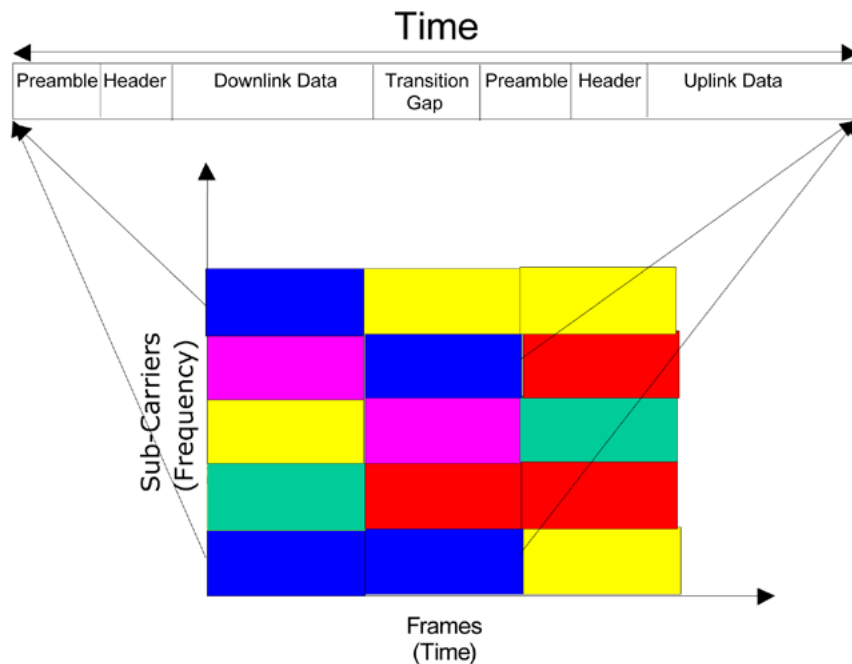 Time
Preamble Header Downlink Data Transition Gap Preamble Header Uplink Data
Sub-Carriers
(Frequency)
Frames
(Time)